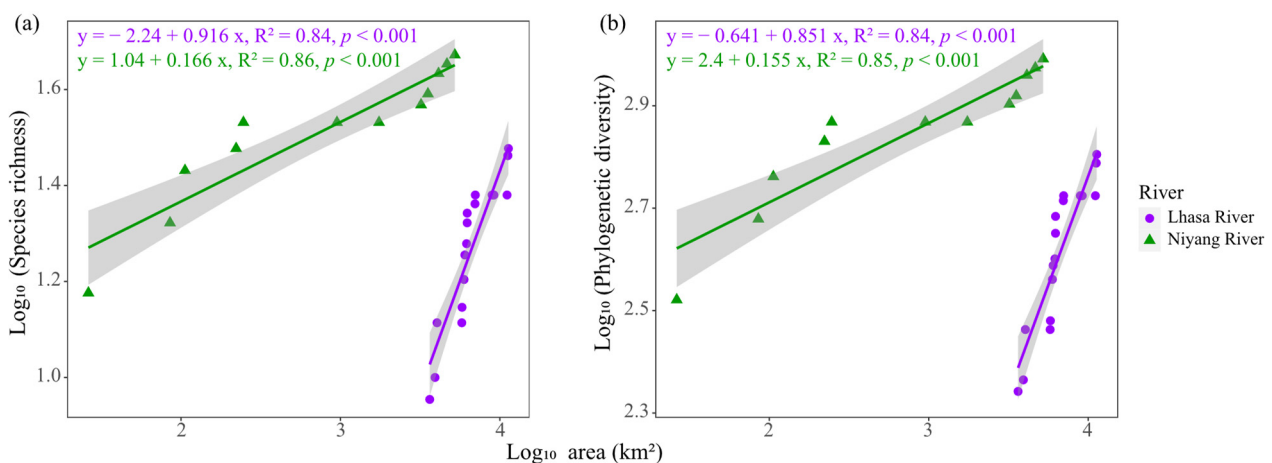 (a)
y = − 2.24 + 0.916 x, R² = 0.84, p < 0.001
y = 1.04 + 0.166 x, R² = 0.86, p < 0.001
Log₁₀ (Species richness)
1.6
1.4
1.2
1.0
2
3
4
(b)
y = − 0.641 + 0.851 x, R² = 0.84, p < 0.001
y = 2.4 + 0.155 x, R² = 0.85, p < 0.001
Log₁₀ (Phylogenetic diversity)
2.9
2.7
2.5
2.3
2
3
4
Log₁₀ area (km²)
River
Lhasa River
Niyang River